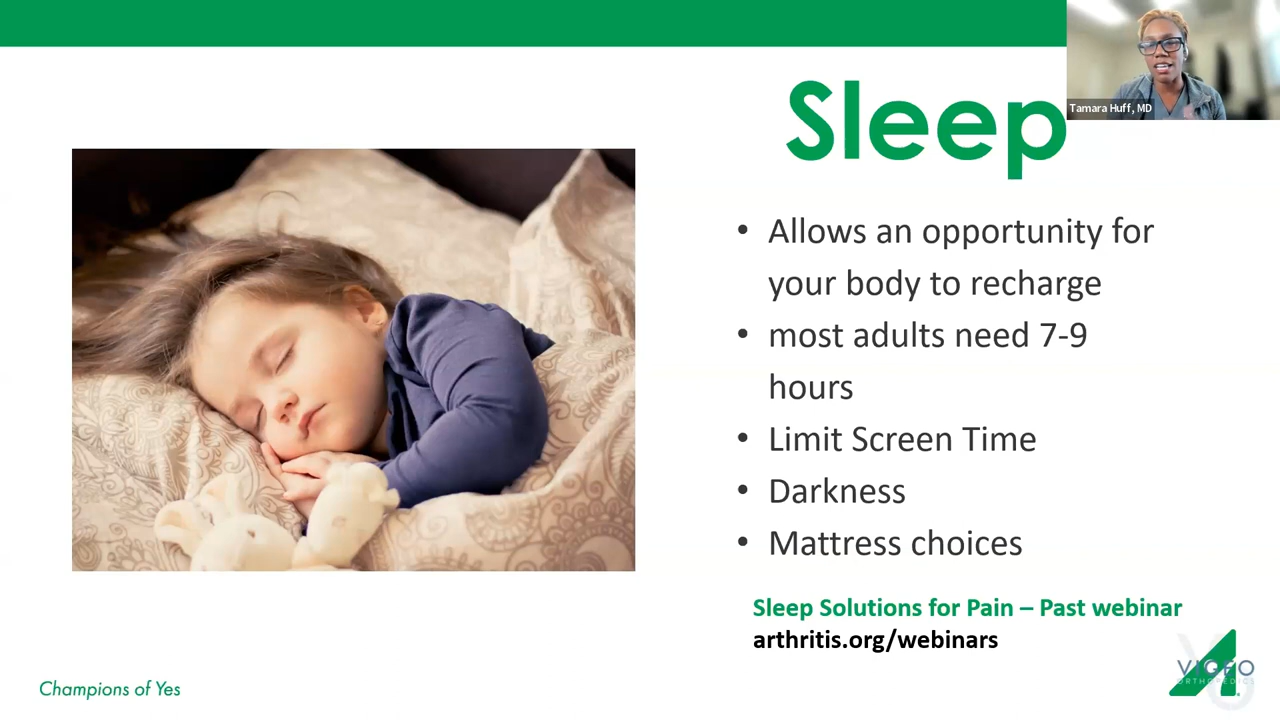 Tamara Huff, MD
Sleep
• Allows an opportunity for
your body to recharge
• most adults need 7-9
hours
• Limit Screen Time
• Darkness
• Mattress choices
Sleep Solutions for Pain – Past webinar
arthritis.org/webinars
Champions of Yes
ORTHOPEDICS